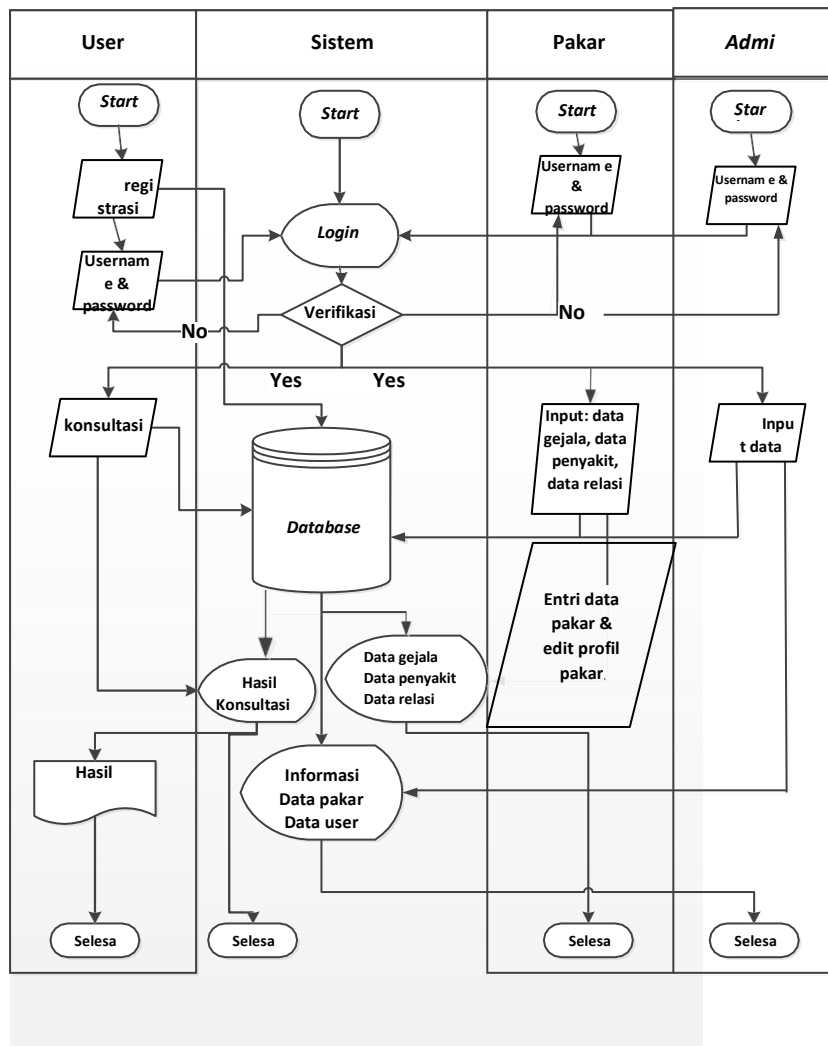 User
Sistem
Pakar
Admi
Start
Start
Start
Star
regi
strasi
Usernam e
&
password
Usernam e &
password
Login
Usernam
e &
password
Verifikasi
No
No
Yes
Yes
konsultasi
Input: data
gejala, data
penyakit,
data relasi
Inpu
t data
Database
Entri data
pakar &
edit profil
pakar.
Hasil
Konsultasi
Data gejala
Data penyakit
Data relasi
Hasil
Informasi
Data pakar
Data user
Selesa
Selesa
Selesa
Selesa